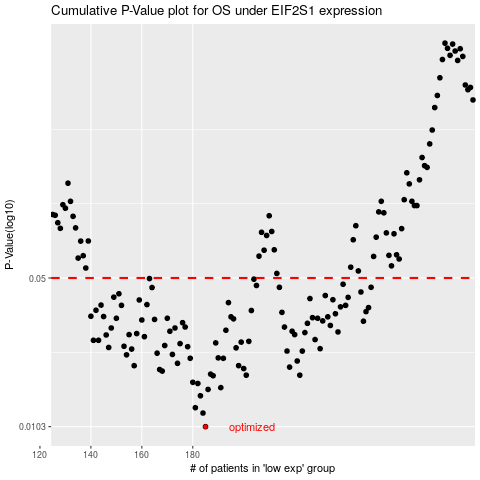 Cumulative P-Value plot for OS under EIF2S1 expression
P-Value(log10)
0.05
0.0103
optimized
120 140 160 180
# of patients in 'low exp' group